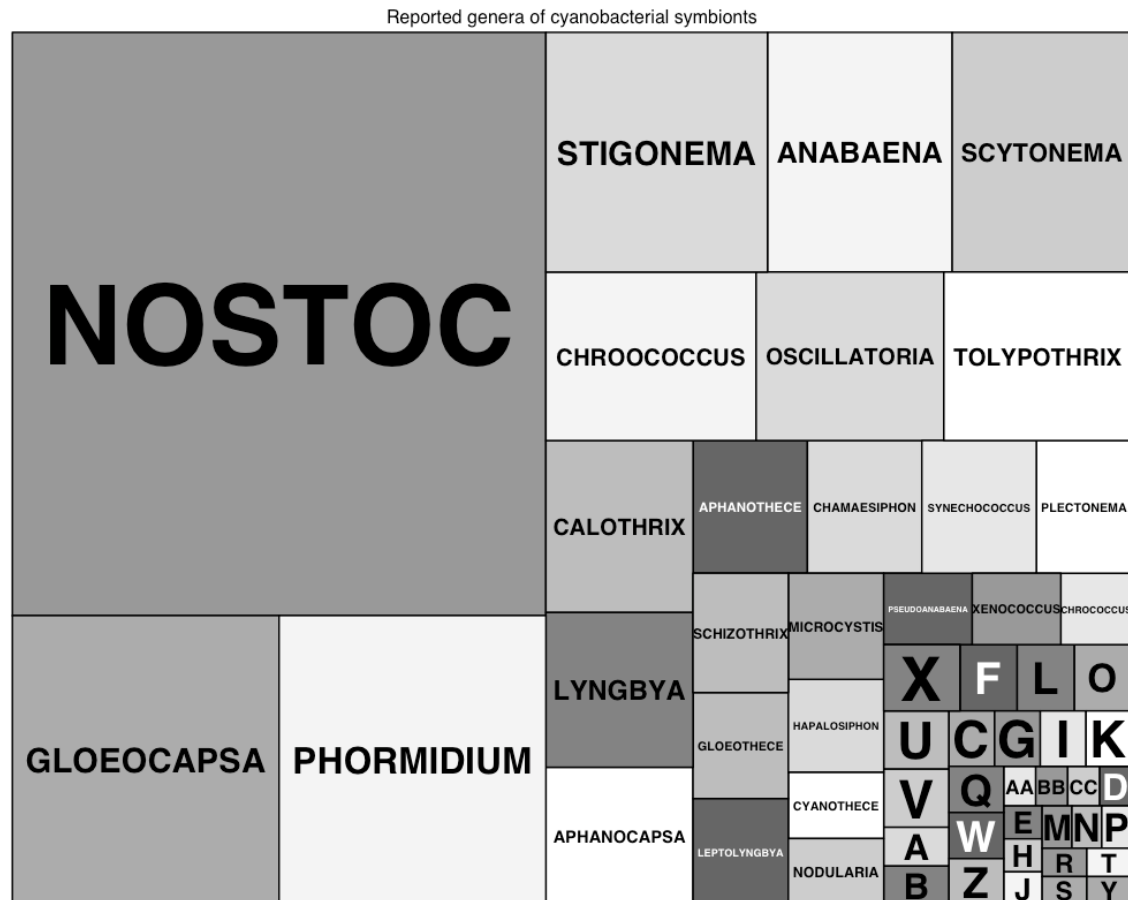 Reported genera of cyanobacterial symbionts
NOSTOC
STIGONEMA
ANABAENA
SCYTONEMA
CHROOCOCCUS
OSCILLATORIA
TOLYPOTHRIX
GLOEOCAPSA
PHORMIDIUM
CALOTHRIX
LYNGBYA
APHANOCAPSA
APHANOTHECE
CHAMAESIPHON
SYNECHOCOCCUS
PLECTONEMA
SCHIZOTHRIX
GLOEOTHECE
LEPTOLYNGBYA
MICROCYSTIS
HAPALOSIPHON
CYANOTHECE
NODULARIA
PSEUDOANABAENA
XENOCOCCUS
CHROCOCCUS
X
F
L
O
U
C
G
I
K
V
A
B
Q
W
Z
AA
BB
CC
D
E
H
J
M
N
P
R
T
S
Y